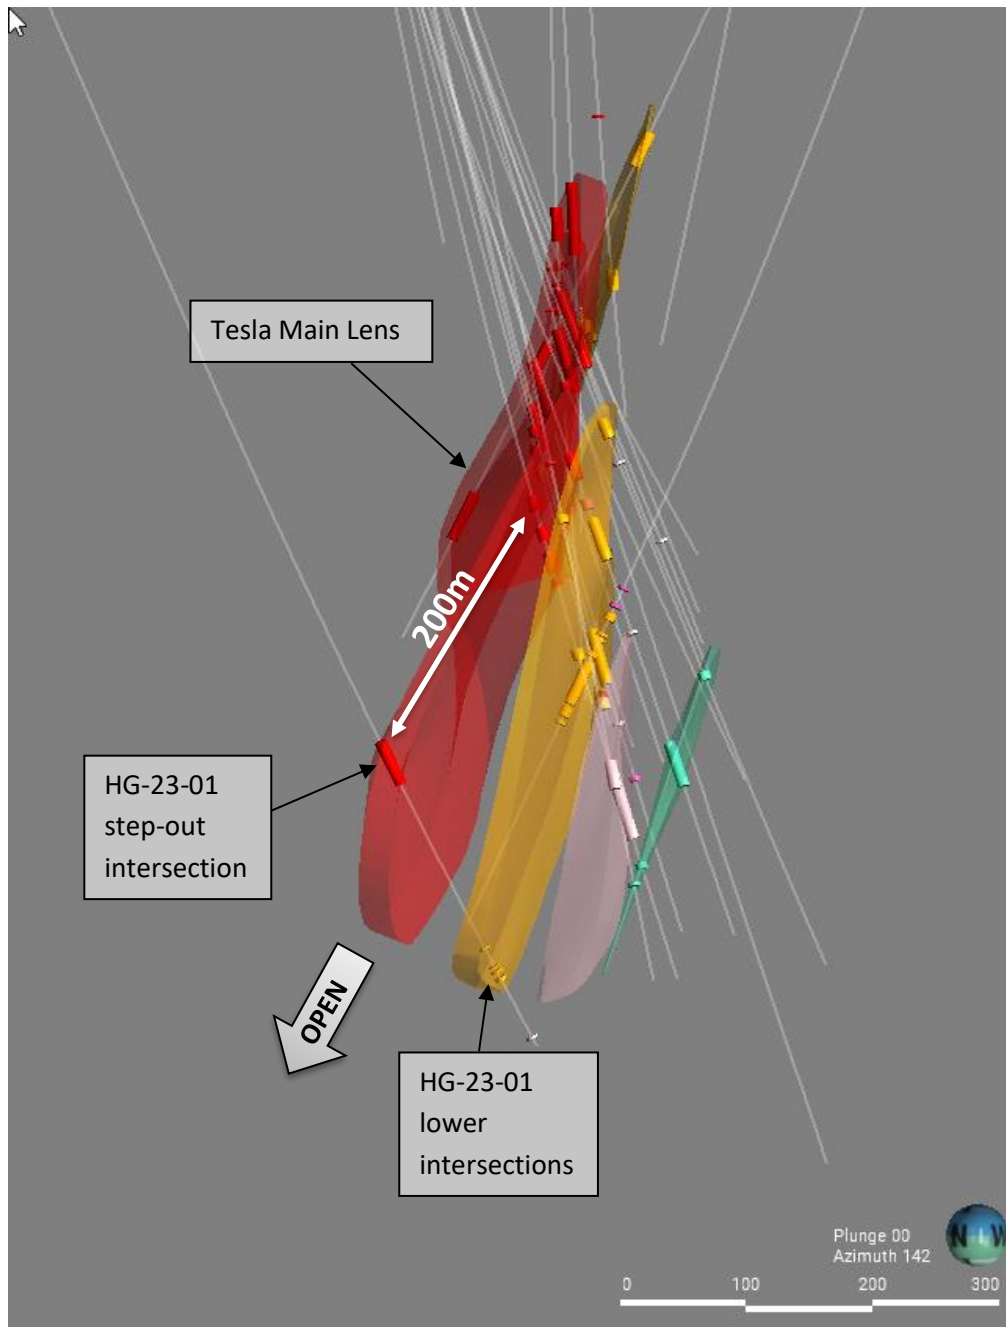 Tesla Main Lens
200m
HG-23-01
step-out
intersection
OPEN
HG-23-01
lower
intersections
Plunge 00
Azimuth 142
N W
0 100 200 300